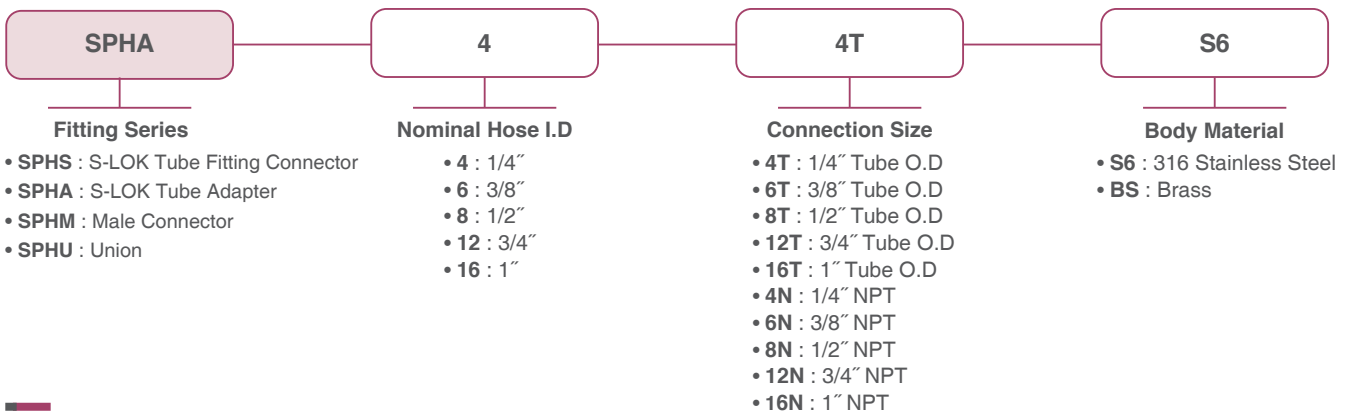 SPHA 4 4T S6
Fitting Series
• SPHS : S-LOK Tube Fitting Connector
• SPHA : S-LOK Tube Adapter
• SPHM : Male Connector
• SPHU : Union
Nominal Hose I.D
• 4 : 1/4˝
• 6 : 3/8˝
• 8 : 1/2˝
• 12 : 3/4˝
• 16 : 1˝
Connection Size
• 4T : 1/4˝ Tube O.D
• 6T : 3/8˝ Tube O.D
• 8T : 1/2˝ Tube O.D
• 12T : 3/4˝ Tube O.D
• 16T : 1˝ Tube O.D
• 4N : 1/4˝ NPT
• 6N : 3/8˝ NPT
• 8N : 1/2˝ NPT
• 12N : 3/4˝ NPT
• 16N : 1˝ NPT
Body Material
• S6 : 316 Stainless Steel
• BS : Brass